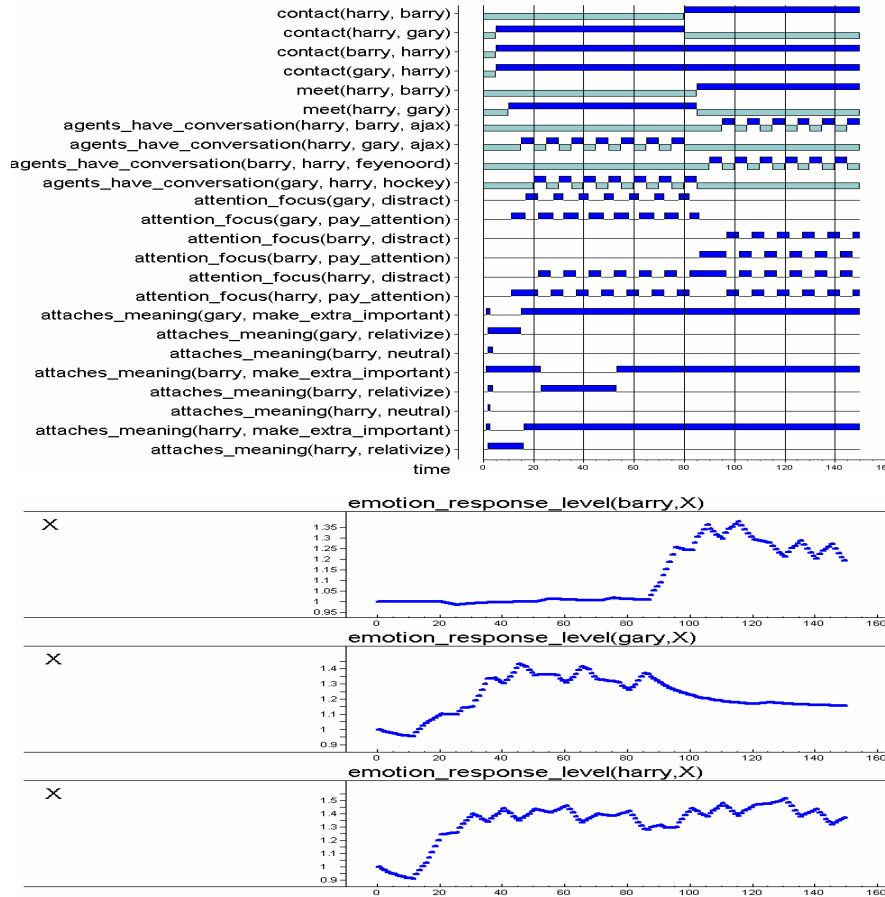 contact(harry, barry)
contact(harry, gary)
contact(barry, harry)
contact(gary, harry)
meet(harry, barry)
meet(harry, gary)
agents_have_conversation(harry, barry, ajax)
agents_have_conversation(harry, gary, ajax)
agents_have_conversation(barry, harry, feyenoord)
agents_have_conversation(gary, harry, hockey)
attention_focus(gary, distract)
attention_focus(gary, pay_attention)
attention_focus(barry, distract)
attention_focus(barry, pay_attention)
attention_focus(harry, distract)
attention_focus(harry, pay_attention)
attaches_meaning(gary, make_extra_important)
attaches_meaning(gary, relativize)
attaches_meaning(barry, neutral)
attaches_meaning(barry, make_extra_important)
attaches_meaning(barry, relativize)
attaches_meaning(harry, neutral)
attaches_meaning(harry, make_extra_important)
attaches_meaning(harry, relativize)
time 0 20 40 60 80 100 120 140 160
emotion_response_level(barry,X)
X
1.35
1.3
1.25
1.2
1.15
1.1
1.05
1
0.95
0 20 40 60 80 100 120 140 160
emotion_response_level(gary,X)
X
1.4
1.3
1.2
1.1
1
0.9
0 20 40 60 80 100 120 140 160
emotion_response_level(harry,X)
X
1.5
1.4
1.3
1.2
1.1
1
0.9
0 20 40 60 80 100 120 140 160